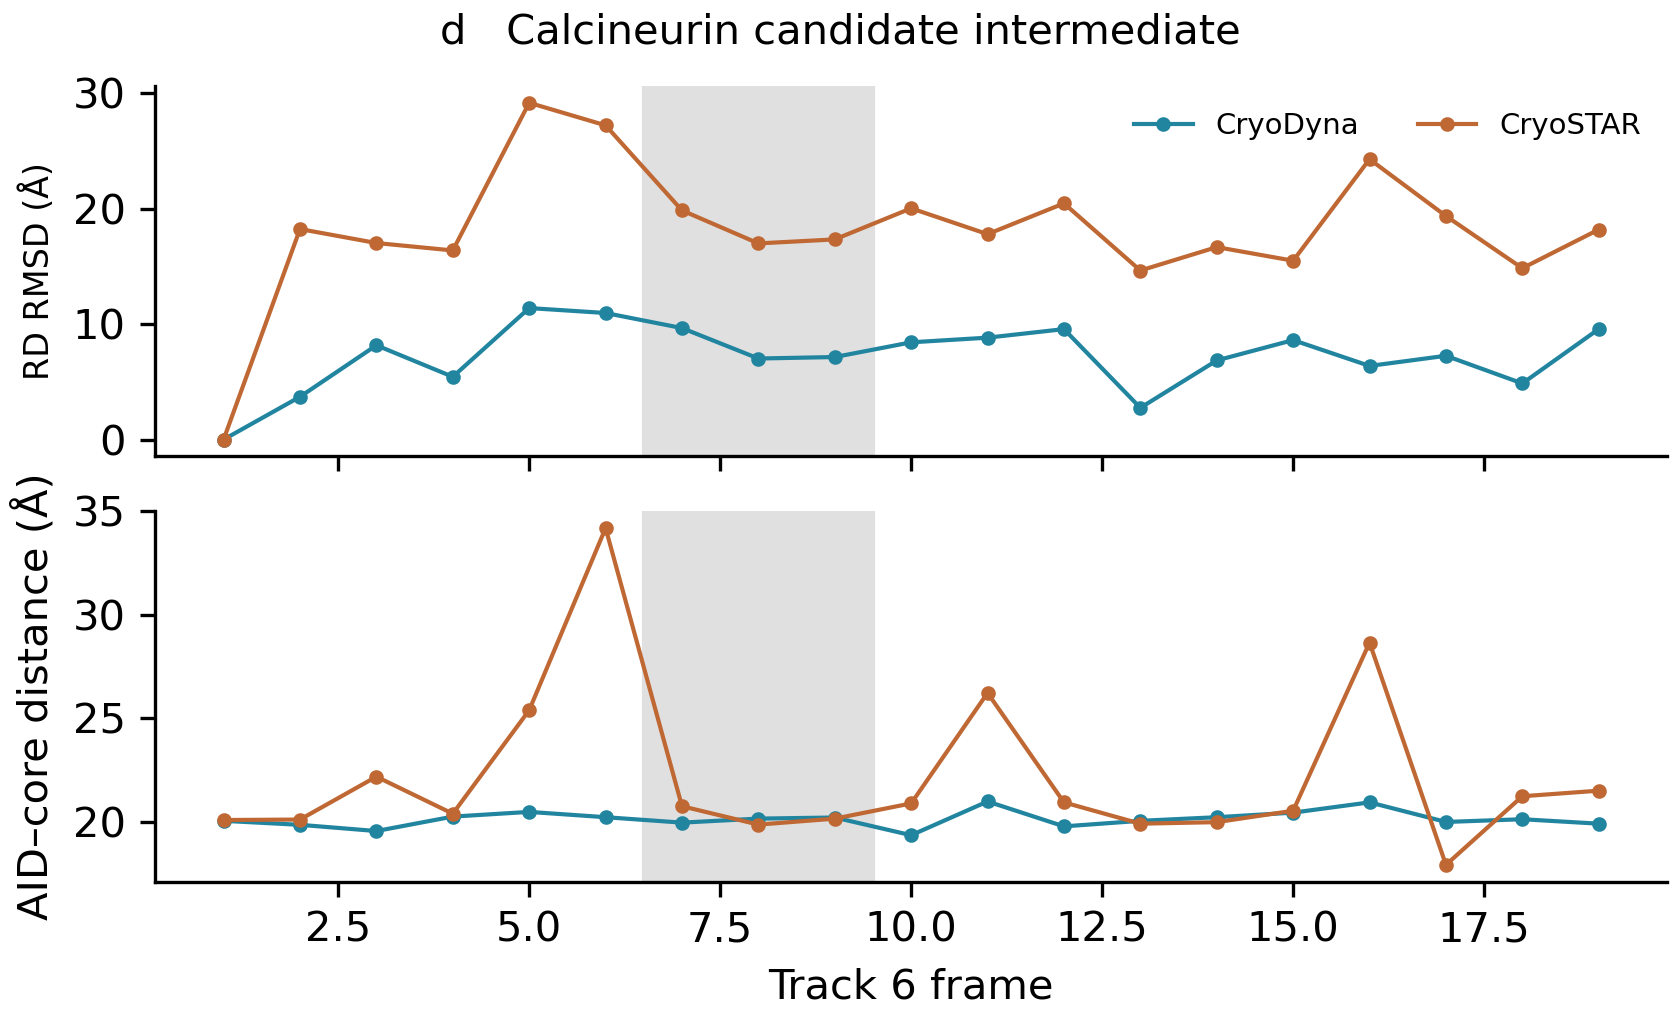 d Calcineurin candidate intermediate
CryoDyna CryoSTAR
RD RMSD (Å)
30
20
10
0
AID–core distance (Å)
35
30
25
20
2.5 5.0 7.5 10.0 12.5 15.0 17.5
Track 6 frame